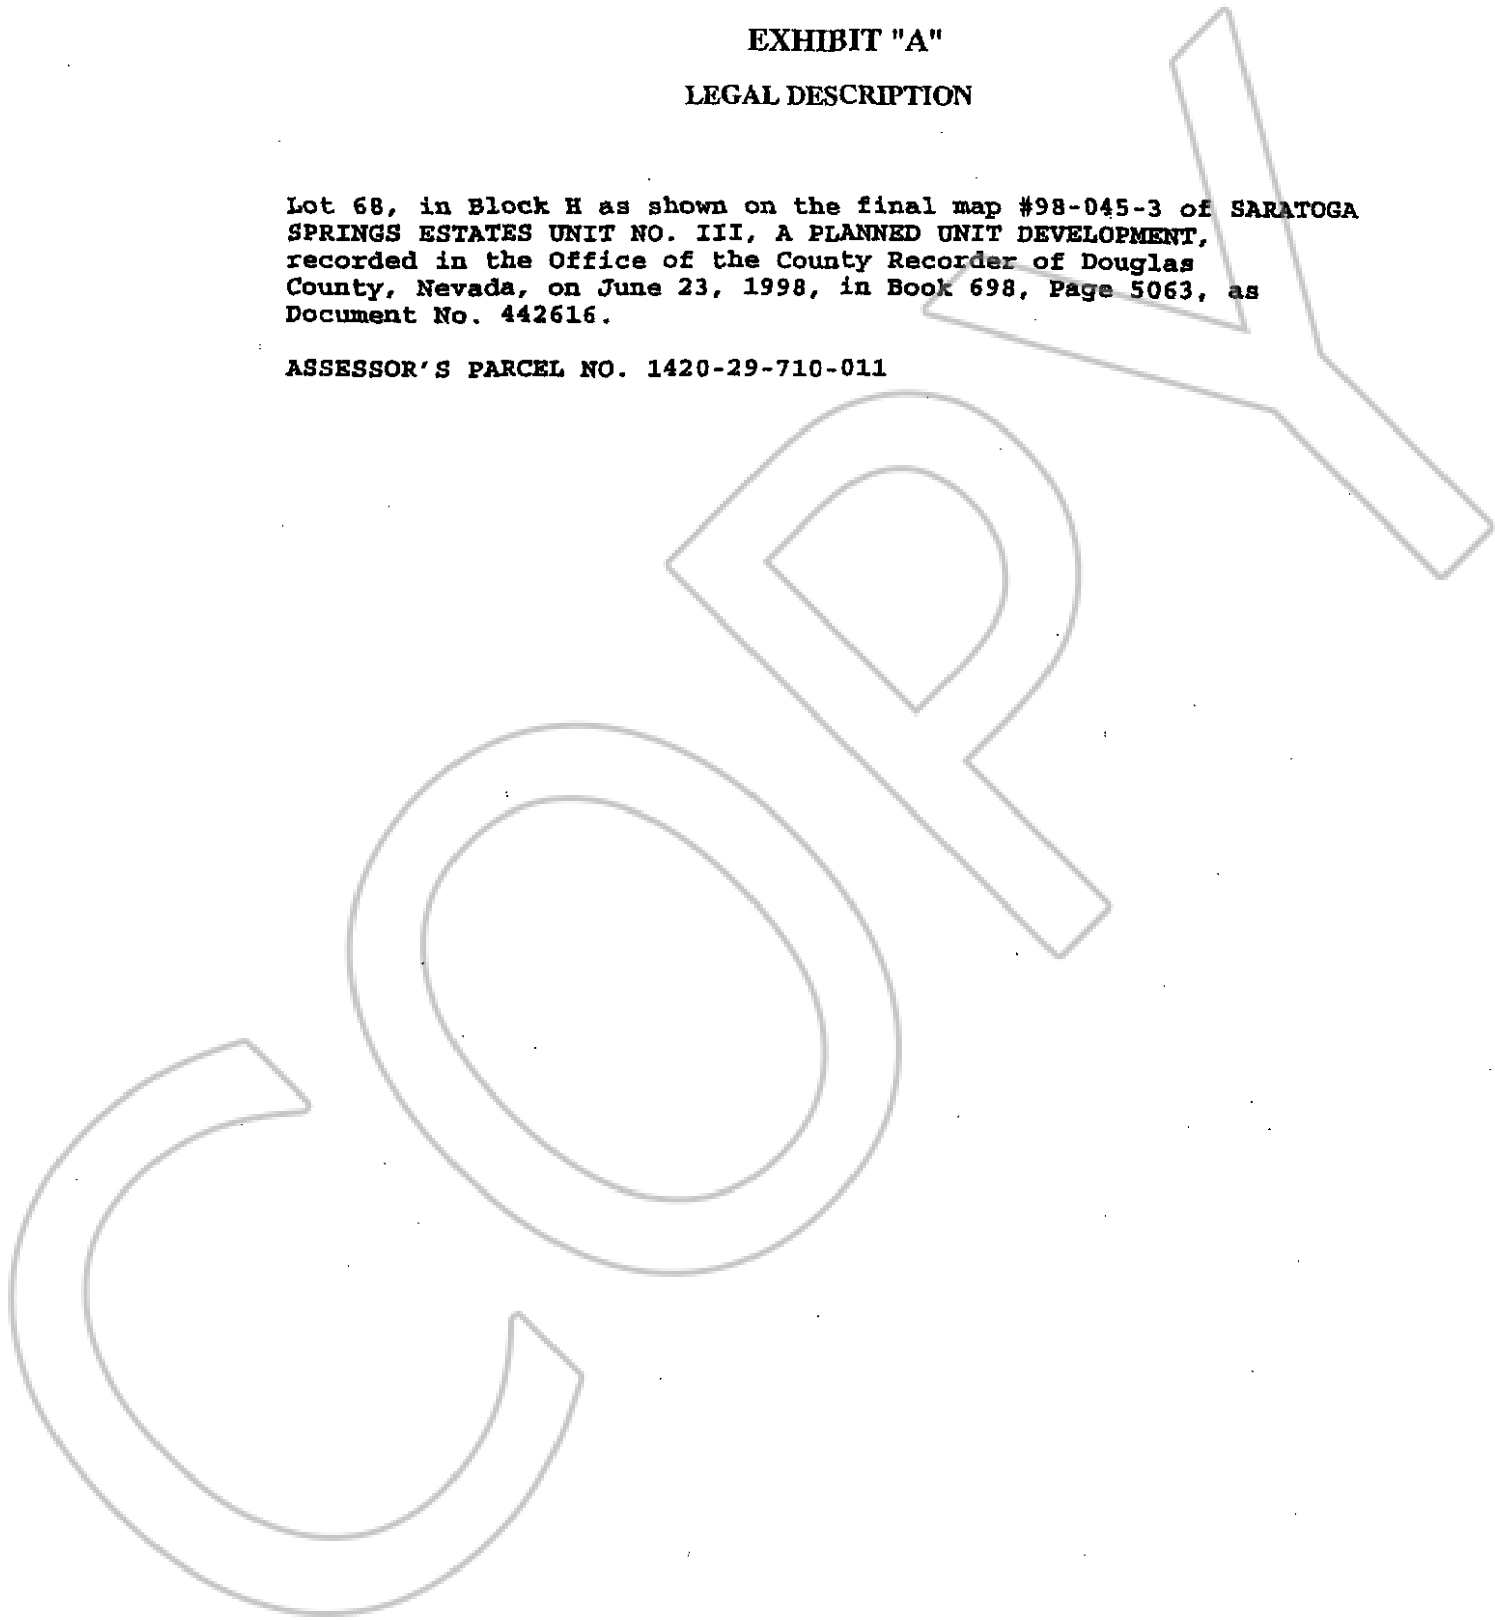 EXHIBIT "A"
LEGAL DESCRIPTION
Lot 68, in Block H as shown on the final map #98-045-3 of SARATOGA
SPRINGS ESTATES UNIT NO. III, A PLANNED UNIT DEVELOPMENT,
recorded in the Office of the County Recorder of Douglas
County, Nevada, on June 23, 1998, in Book 698, Page 5063, as
Document No. 442616.
ASSESSOR'S PARCEL NO. 1420-29-710-011
COPY